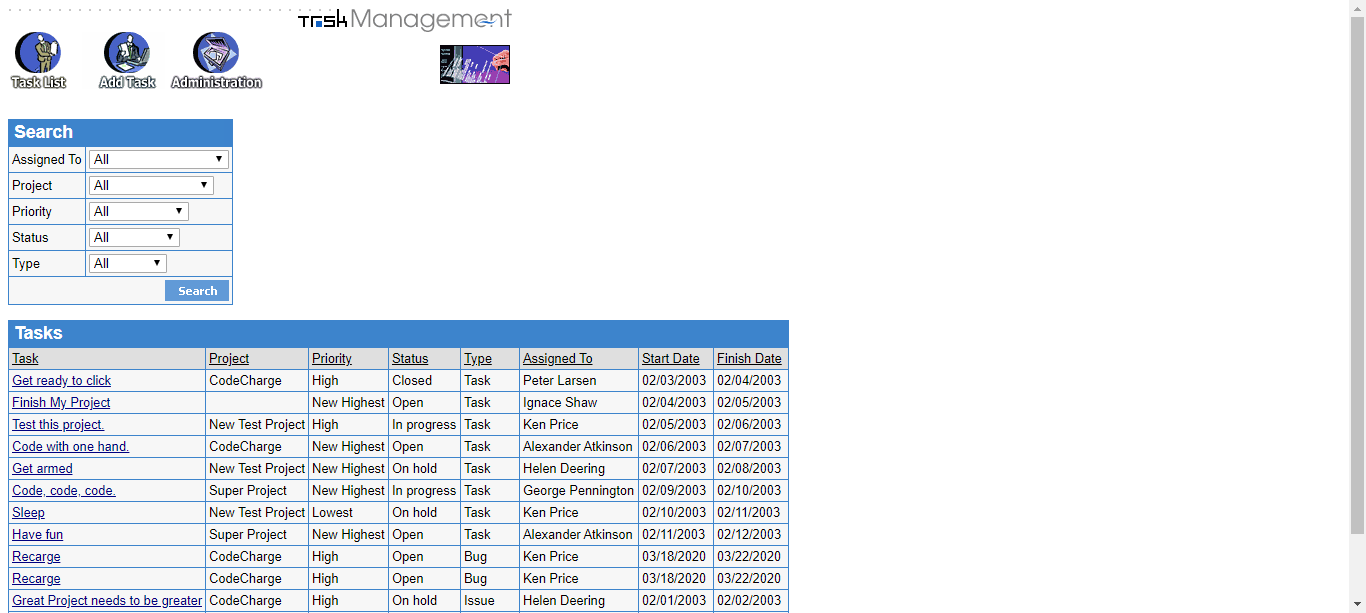 Task Management
Task List Add Task Administration
Search
Assigned To All
Project All
Priority All
Status All
Type All
Search
Tasks
Task Project Priority Status Type Assigned To Start Date Finish Date
Get ready to click CodeCharge High Closed Task Peter Larsen 02/03/2003 02/04/2003
Finish My Project New Highest Open Task Ignace Shaw 02/04/2003 02/05/2003
Test this project. New Test Project High In progress Task Ken Price 02/05/2003 02/06/2003
Code with one hand. CodeCharge New Highest Open Task Alexander Atkinson 02/06/2003 02/07/2003
Get armed New Test Project New Highest On hold Task Helen Deering 02/07/2003 02/08/2003
Code, code, code. Super Project New Highest In progress Task George Pennington 02/09/2003 02/10/2003
Sleep New Test Project Lowest On hold Task Ken Price 02/10/2003 02/11/2003
Have fun Super Project New Highest Open Task Alexander Atkinson 02/11/2003 02/12/2003
Recarge CodeCharge High Open Bug Ken Price 03/18/2020 03/22/2020
Recarge CodeCharge High Open Bug Ken Price 03/18/2020 03/22/2020
Great Project needs to be greater CodeCharge High On hold Issue Helen Deering 02/01/2003 02/02/2003